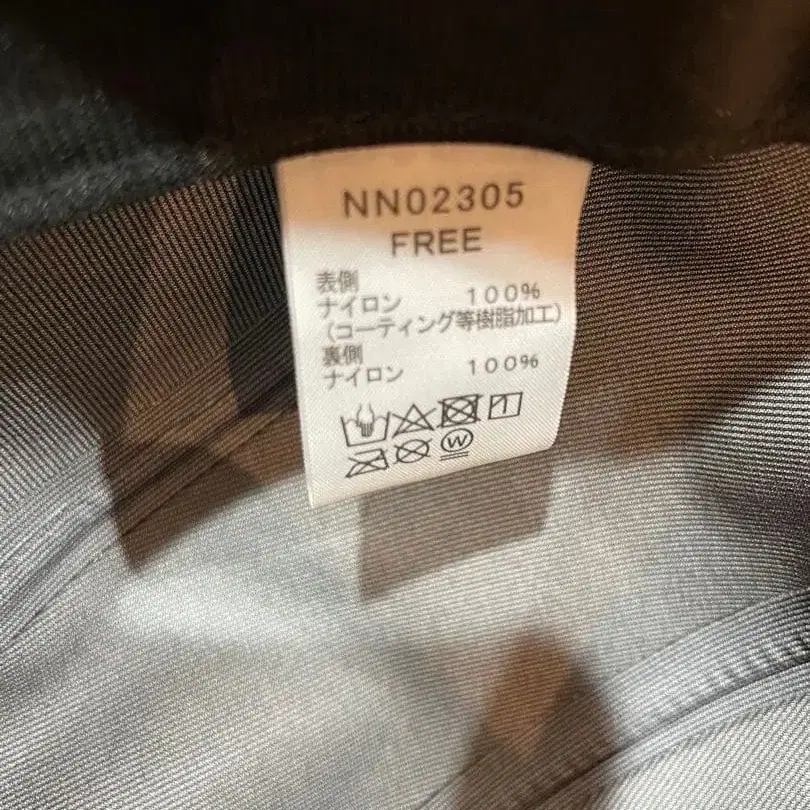 NN02305
FREE
表側
ナイロン 100%
(コーティング等樹脂加工)
裏側
ナイロン 100%
W